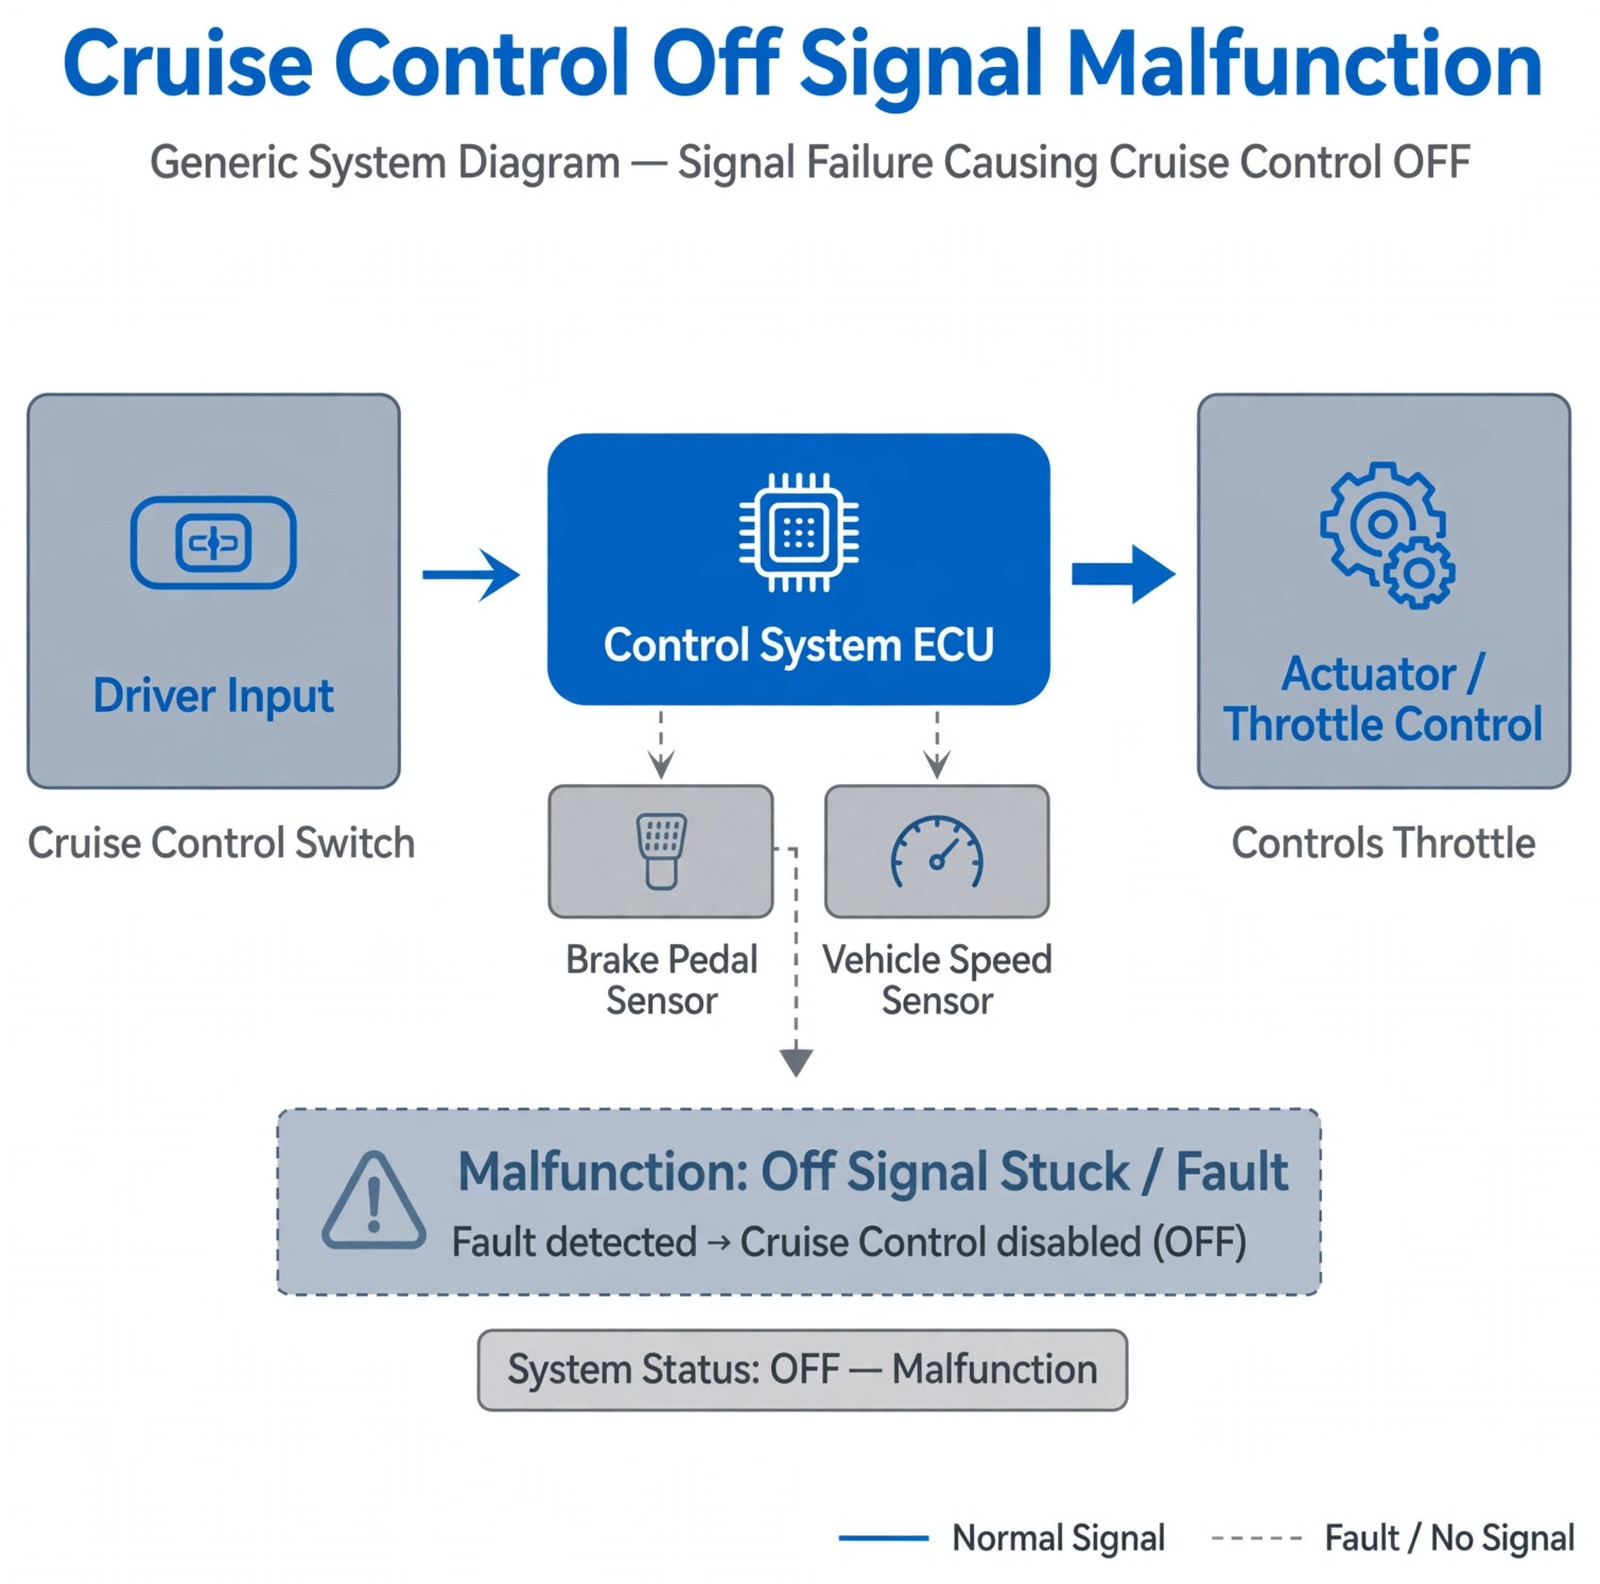 Cruise Control Off Signal Malfunction
Generic System Diagram — Signal Failure Causing Cruise Control OFF
Driver Input
Cruise Control Switch
Control System ECU
Actuator /
Throttle Control
Controls Throttle
Brake Pedal
Sensor
Vehicle Speed
Sensor
Malfunction: Off Signal Stuck / Fault
Fault detected → Cruise Control disabled (OFF)
System Status: OFF — Malfunction
Normal Signal
Fault / No Signal